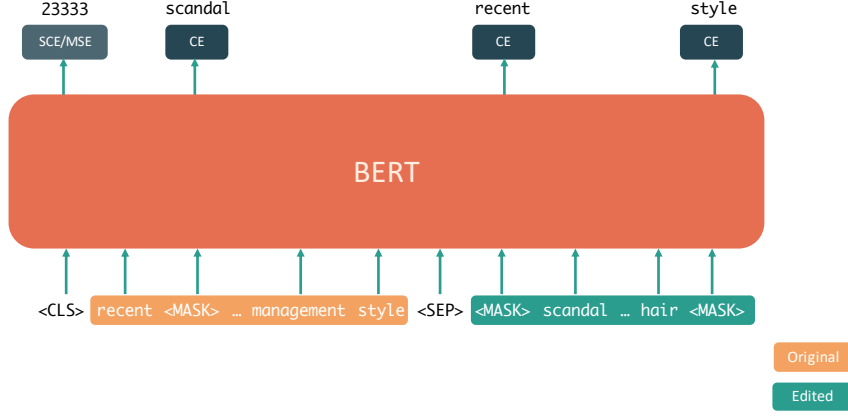 23333 scandal recent style
SCE/MSE CE CE CE
BERT
<CLS> recent <MASK> … management style <SEP> <MASK> scandal … hair <MASK>
Original
Edited